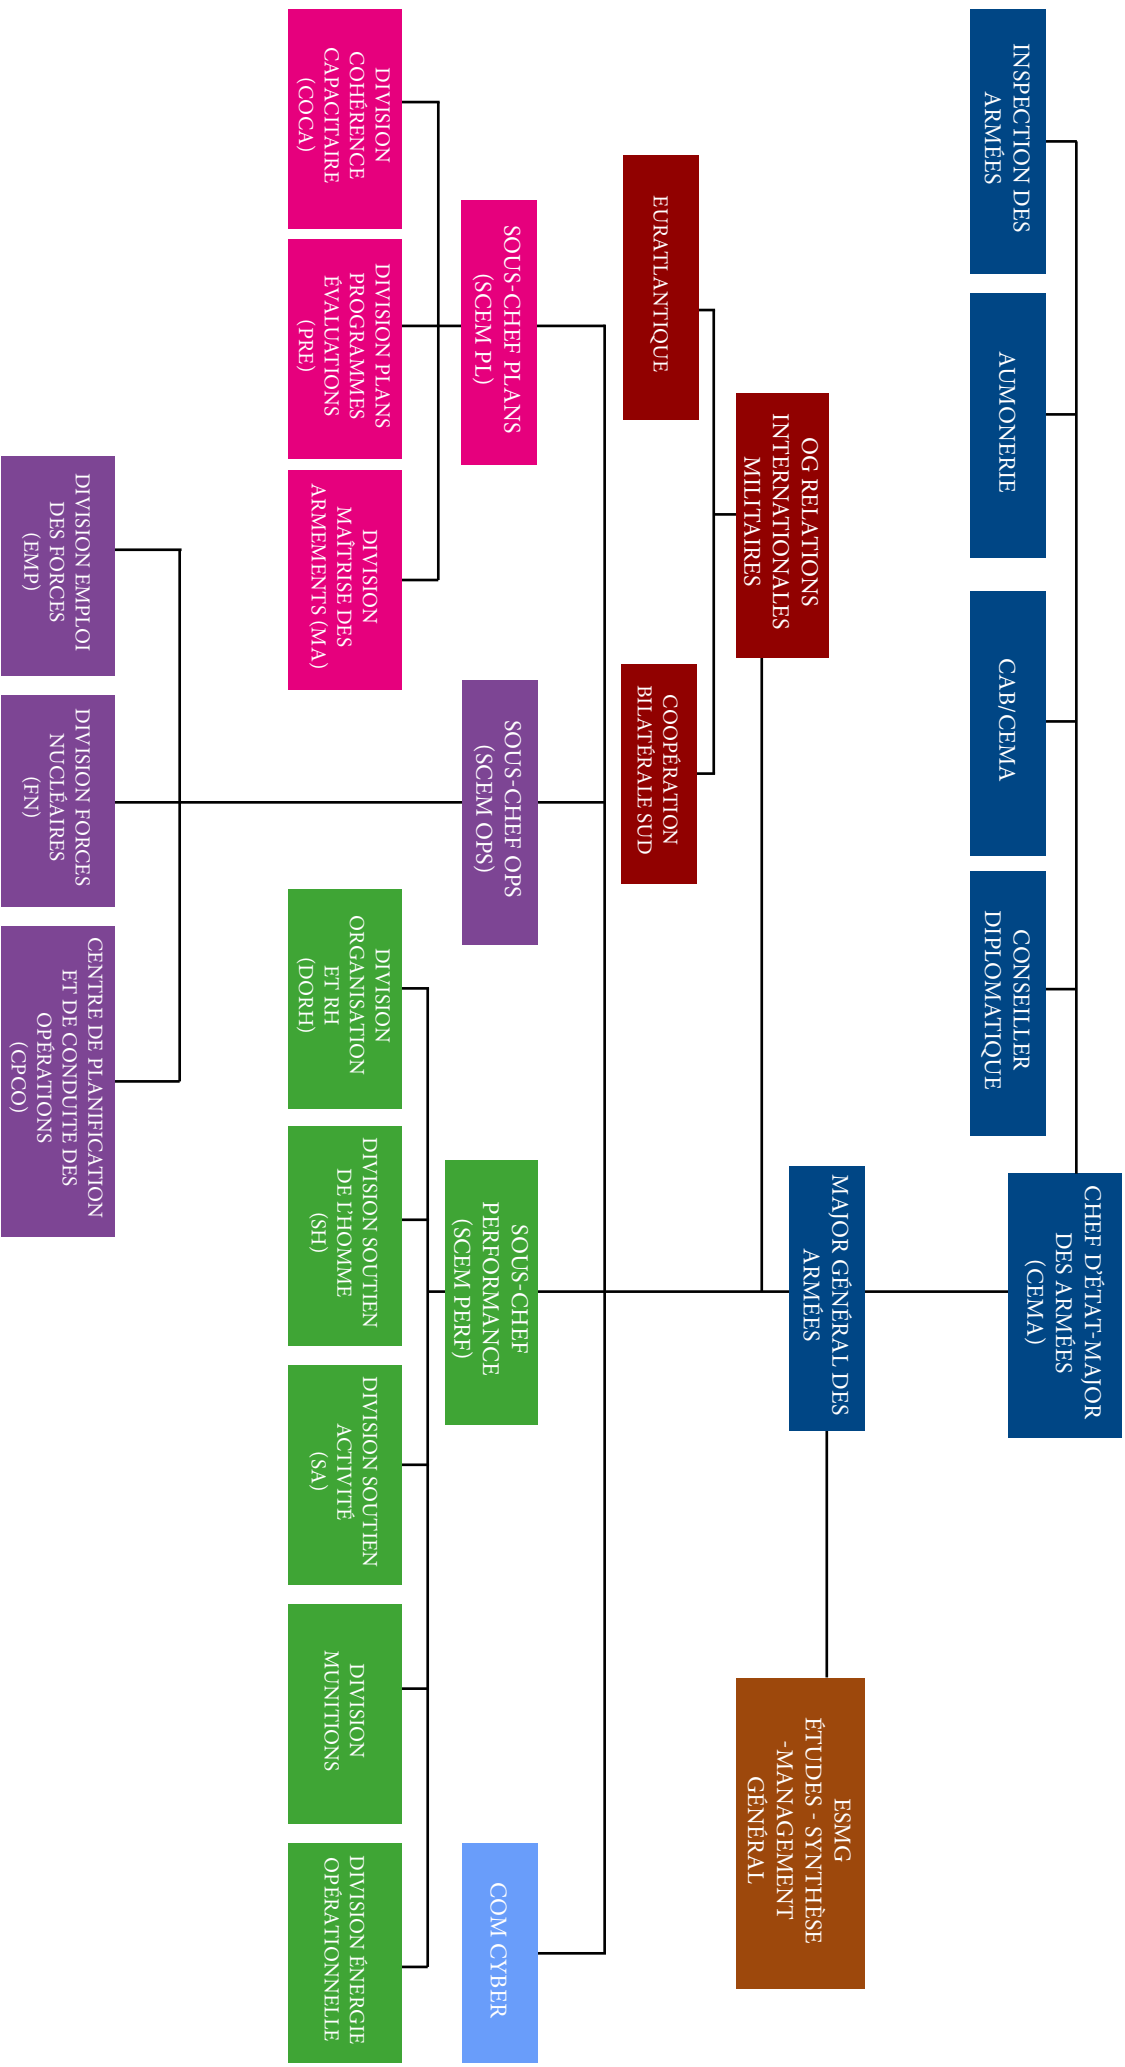 CHEF D'ÉTAT-MAJOR
DES ARMÉES
(CEMA)
INSPECTION DES
ARMÉES
AUMONERIE
CAB/CEMA
CONSEILLER
DIPLOMATIQUE
MAJOR GÉNÉRAL DES
ARMÉES
ESMG
ÉTUDES - SYNTHÈSE
-MANAGEMENT
GÉNÉRAL
OG RELATIONS
INTERNATIONALES
MILITAIRES
EURATLANTIQUE
COOPÉRATION
BILATÉRALE SUD
SOUS-CHEF PLANS
(SCEM PL)
SOUS-CHEF OPS
(SCEM OPS)
SOUS-CHEF
PERFORMANCE
(SCEM PERF)
COM CYBER
DIVISION
COHÉRENCE
CAPACITAIRE
(COCA)
DIVISION PLANS
PROGRAMMES
ÉVALUATIONS
(PRE)
DIVISION
MAÎTRISE DES
ARMEMENTS (MA)
DIVISION
ORGANISATION
ET RH
(DORH)
DIVISION SOUTIEN
DE L'HOMME
(SH)
DIVISION SOUTIEN
ACTIVITÉ
(SA)
DIVISION
MUNITIONS
DIVISION ÉNERGIE
OPÉRATIONNELLE
DIVISION EMPLOI
DES FORCES
(EMP)
DIVISION FORCES
NUCLÉAIRES
(FN)
CENTRE DE PLANIFICATION
ET DE CONDUITE DES
OPÉRATIONS
(CPCO)